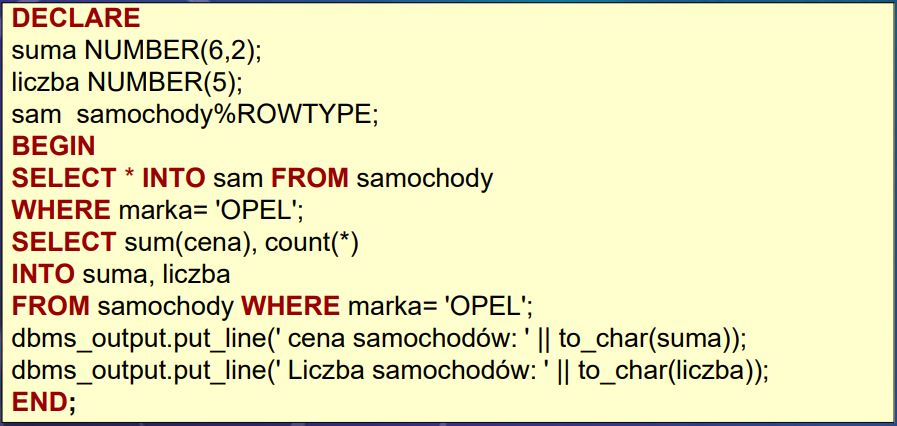 DECLARE
suma NUMBER(6,2);
liczba NUMBER(5);
sam  samochody%ROWTYPE;
BEGIN
SELECT * INTO sam FROM samochody
WHERE marka= 'OPEL';
SELECT sum(cena), count(*)
INTO suma, liczba
FROM samochody WHERE marka= 'OPEL';
dbms_output.put_line(' cena samochodów: ' || to_char(suma));
dbms_output.put_line(' Liczba samochodów: ' || to_char(liczba));
END;